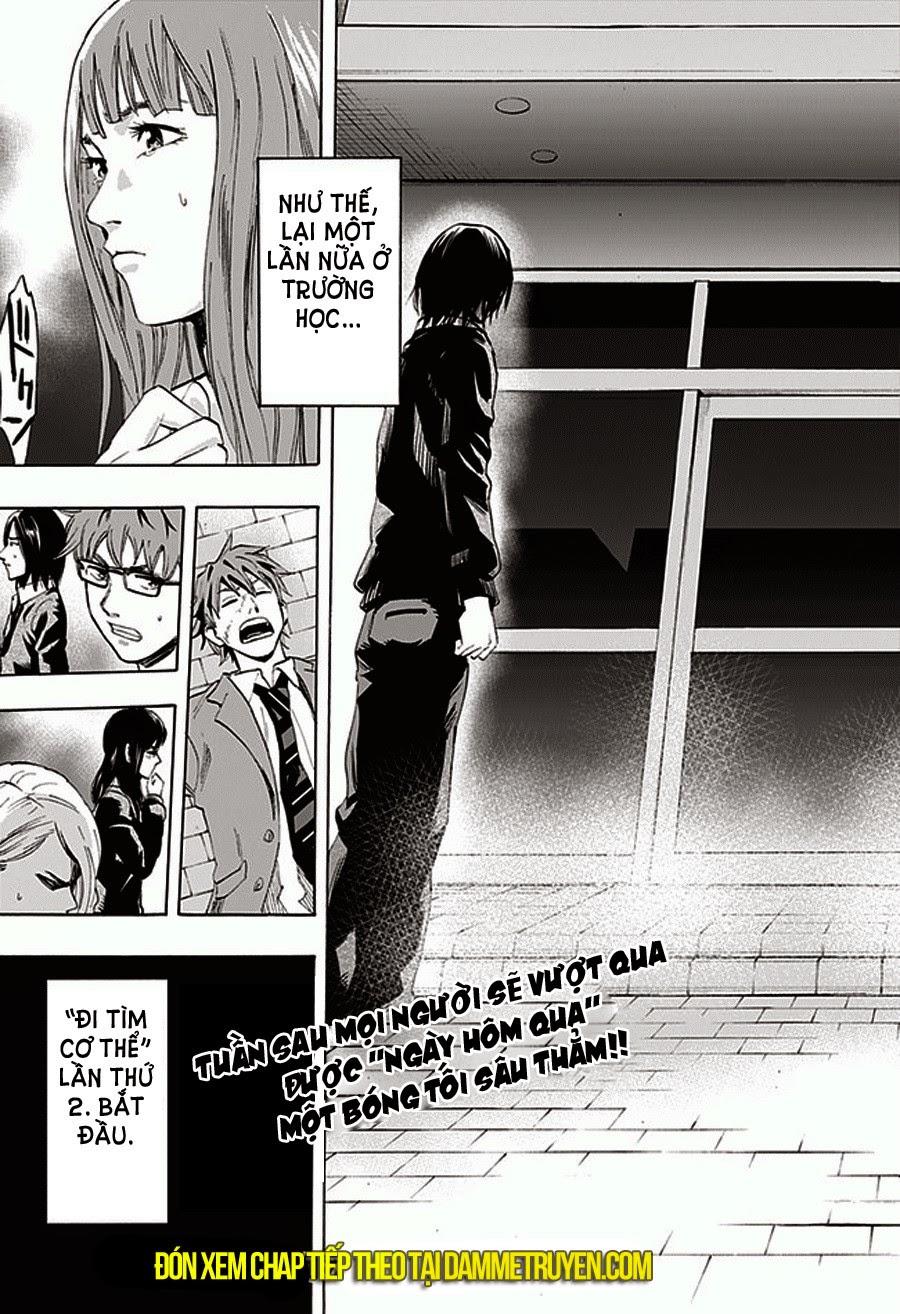 NHƯ THẾ,
LẠI MỘT
LẦN NỮA Ở
TRƯỜNG
HỌC...
“ĐI TÌM
CƠ THỂ”
LẦN THỨ
2. BẮT
ĐẦU.
TUẦN SAU MỌI NGƯỜI SẼ VƯỢT QUA
ĐƯỢC “NGÀY HÔM QUA”
MỘT BÓNG TỐI SÂU THẲM!!
ĐÓN XEM CHAP TIẾP THEO TẠI DAMMETRUYEN.COM